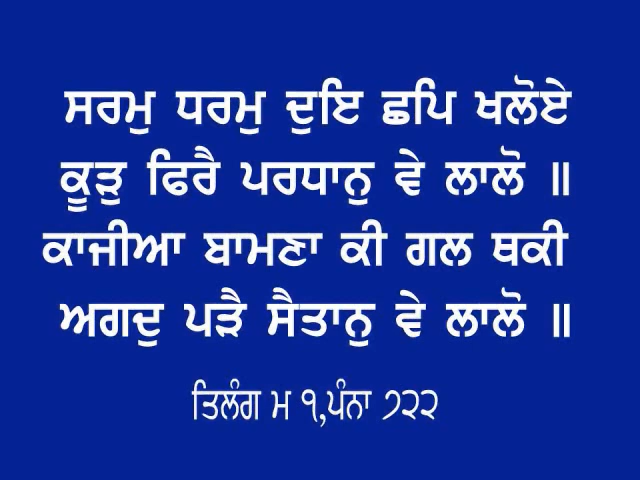 ਸਰਮੁ ਧਰਮੁ ਦੁਇ ਛਪਿ ਖਲੋਏ
ਕੂੜੁ ਫਿਰੈ ਪਰਧਾਨੁ ਵੇ ਲਾਲੋ ॥
ਕਾਜੀਆ ਬਾਮਣਾ ਕੀ ਗਲ ਥਕੀ
ਅਗਦੁ ਪੜੈ ਸੈਤਾਨੁ ਵੇ ਲਾਲੋ ॥
ਤਿਲੰਗ ਮ ੧,ਪੰਨਾ ੭੨੨